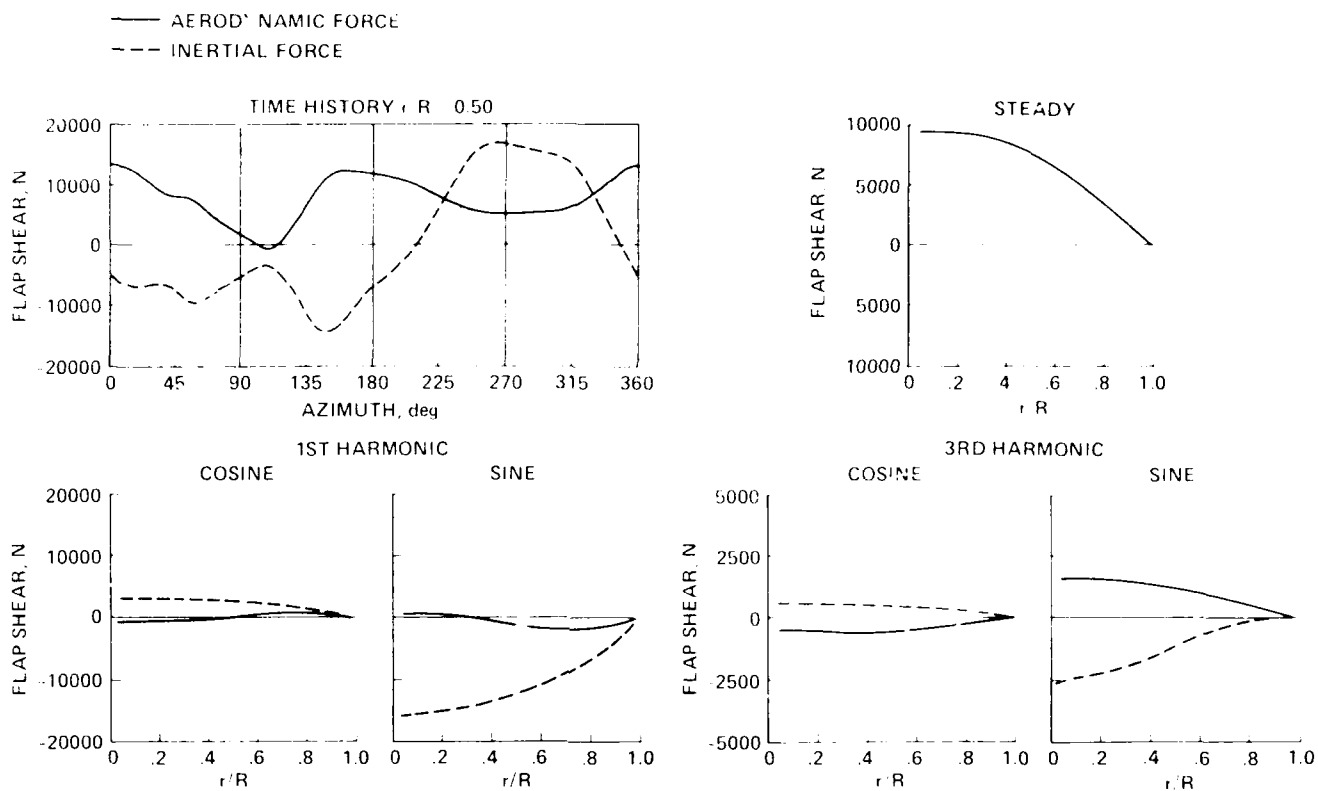 AEROD' NAMIC FORCE
INERTIAL FORCE
TIME HISTORY r R 0.50
20000
10000
0
-10000
-20000
FLAP SHEAR, N
0 45 90 135 180 225 270 315 360
AZIMUTH, deg
STEADY
10000
5000
0
5000
10000
FLAP SHEAR, N
0 .2 4 .6 .8 1.0
r R
1ST HARMONIC
COSINE
SINE
20000
10000
0
-10000
-20000
FLAP SHEAR, N
0 .2 .4 .6 .8 1.0
r/R
0 .2 .4 .6 .8 1.0
r/R
3RD HARMONIC
COSINE
SINE
5000
2500
0
-2500
-5000
FLAP SHEAR, N
0 .2 .4 .6 .8 1.0
r/R
0 .2 .4 .6 .8 1.0
r/R